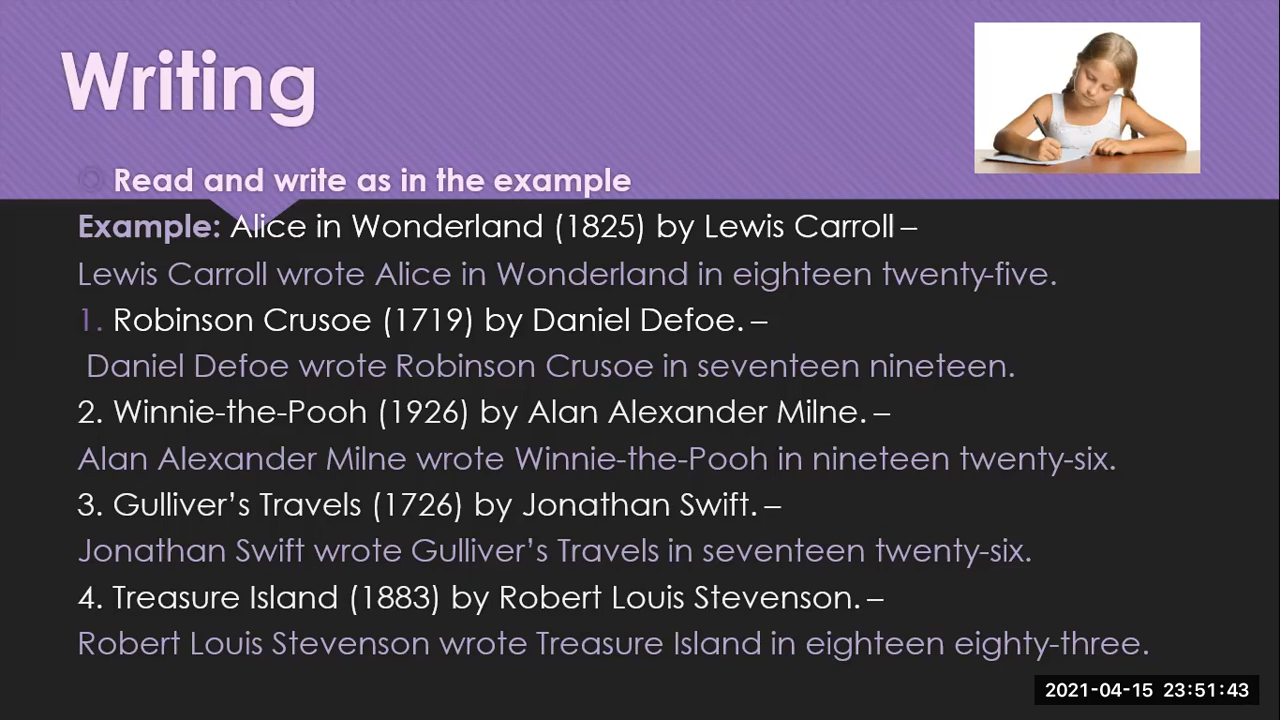 Writing
Read and write as in the example
Example: Alice in Wonderland (1825) by Lewis Carroll –
Lewis Carroll wrote Alice in Wonderland in eighteen twenty-five.
1. Robinson Crusoe (1719) by Daniel Defoe. –
Daniel Defoe wrote Robinson Crusoe in seventeen nineteen.
2. Winnie-the-Pooh (1926) by Alan Alexander Milne. –
Alan Alexander Milne wrote Winnie-the-Pooh in nineteen twenty-six.
3. Gulliver’s Travels (1726) by Jonathan Swift. –
Jonathan Swift wrote Gulliver’s Travels in seventeen twenty-six.
4. Treasure Island (1883) by Robert Louis Stevenson. –
Robert Louis Stevenson wrote Treasure Island in eighteen eighty-three.
2021-04-15 23:51:43